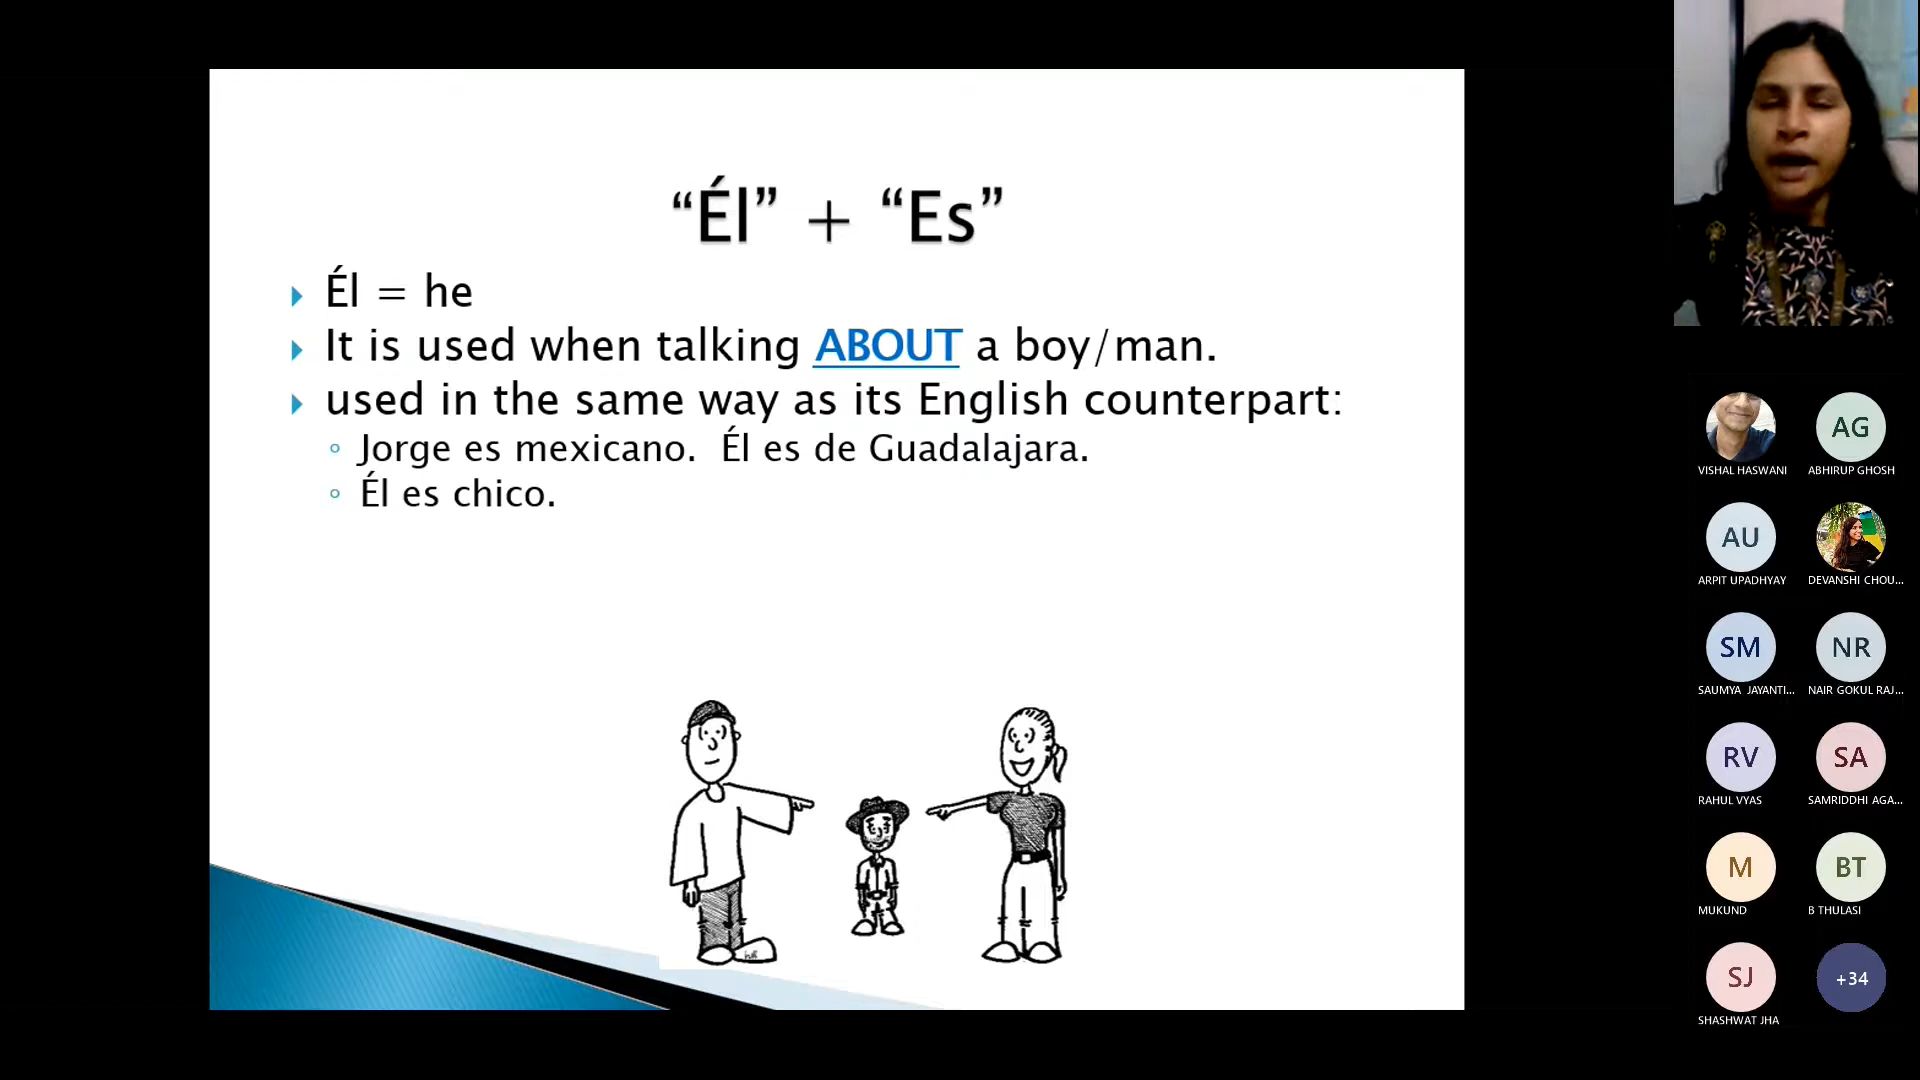 “Él” + “Es”
Él = he
It is used when talking ABOUT a boy/man.
used in the same way as its English counterpart:
Jorge es mexicano.  Él es de Guadalajara.
Él es chico.
VISHAL HASWANI
AG
ABHIRUP GHOSH
AU
ARPIT UPADHYAY
DEVANSHI CHOU...
SM
SAUMYA JAYANTI...
NR
NAIR GOKUL RAJ...
RV
RAHUL VYAS
SA
SAMRIDDHI AGA...
M
MUKUND
BT
B THULASI
SJ
SHASHWAT JHA
+34